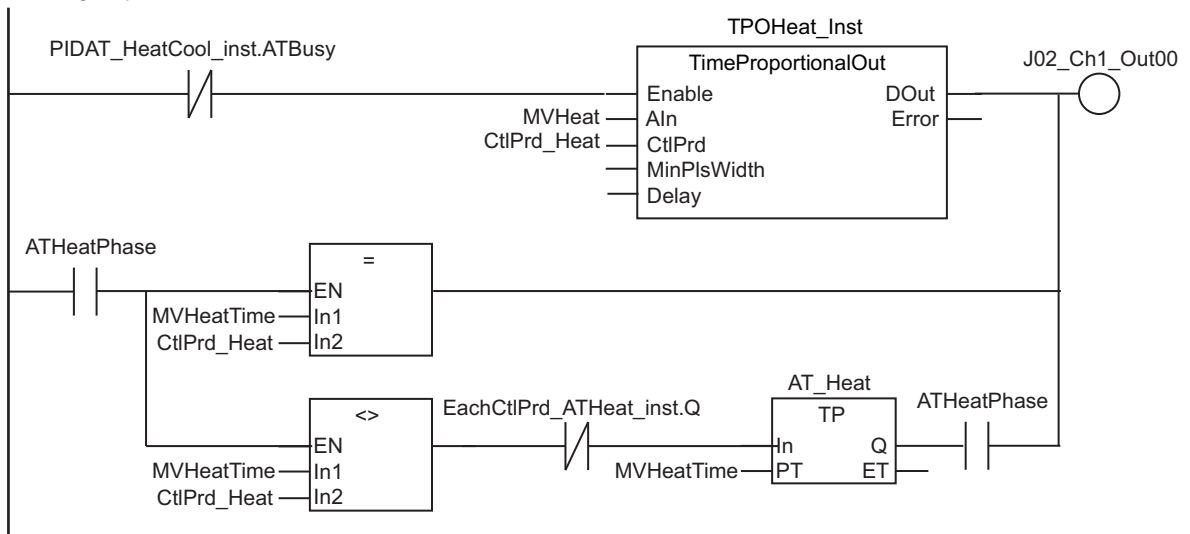 TPOHeat_Inst
PIDAT_HeatCool_inst.ATBusy
TimeProportionalOut
J02_Ch1_Out00
Enable DOut
MVHeat AIn Error
CtlPrd_Heat CtlPrd
MinPlsWidth
Delay
ATHeatPhase
=
EN
MVHeatTime In1
CtlPrd_Heat In2
AT_Heat
<> EachCtlPrd_ATHeat_inst.Q TP ATHeatPhase
EN In Q
MVHeatTime In1 MVHeatTime PT ET
CtlPrd_Heat In2